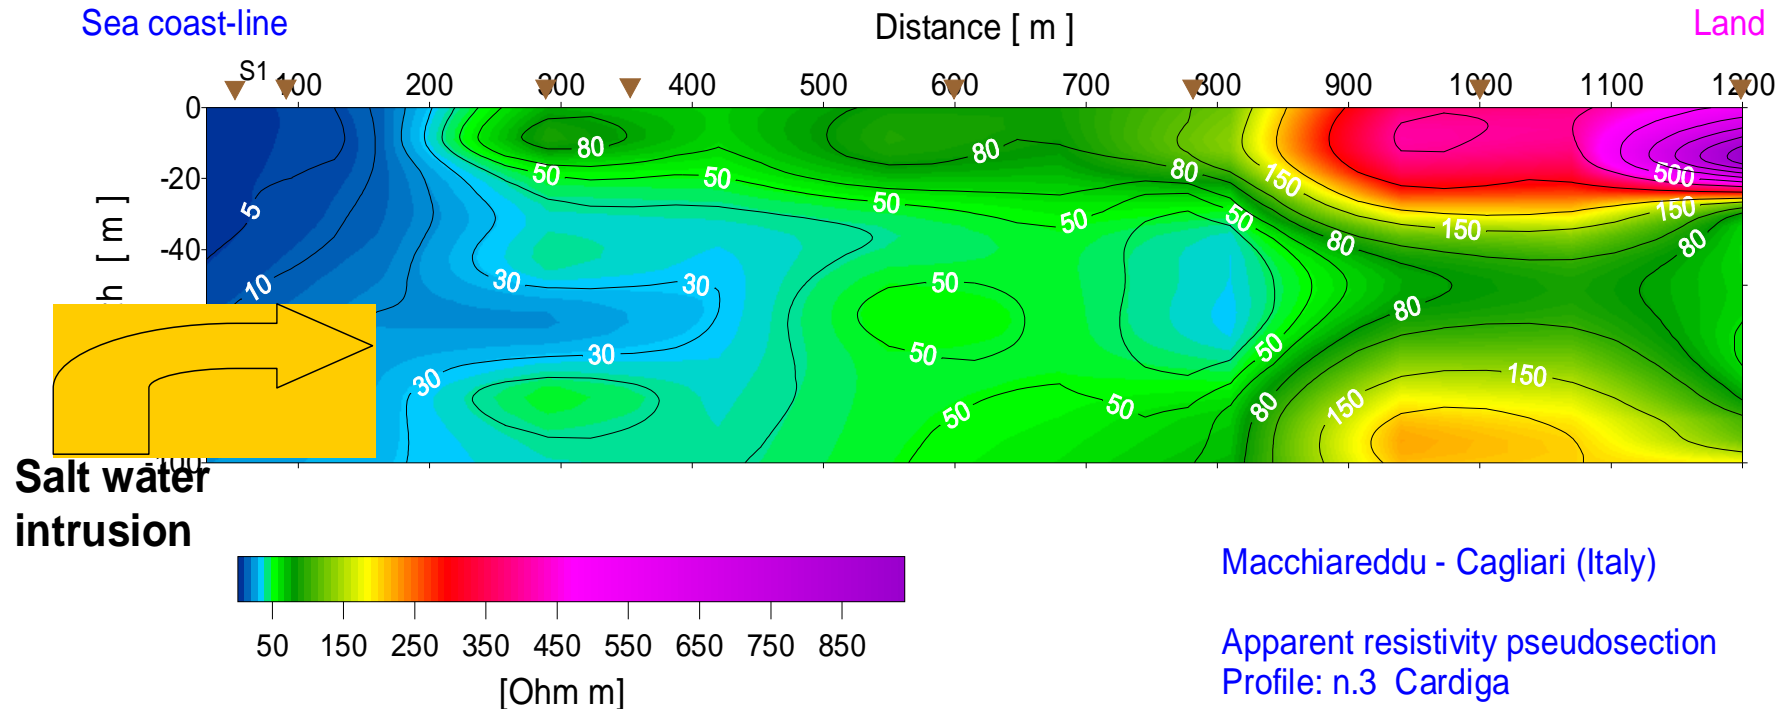 Sea coast-line
Distance [ m ]
Land
S1
100 200 300 400 500 600 700 800 900 1000 1100 1200
0
-20
-40
-100
h [ m ]
5
10
30
30
30
30
80
50
50
50
50
50
50
50
50
50
50
80
80
80
80
80
80
150
150
150
150
150
500
Salt water
intrusion
50 150 250 350 450 550 650 750 850
[Ohm m]
Macchiareddu - Cagliari (Italy)
Apparent resistivity pseudosection
Profile: n.3 Cardiga